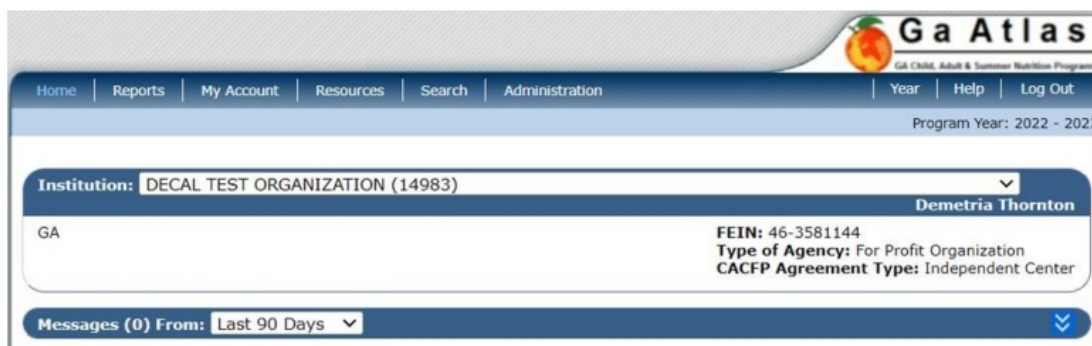 Ga Atlas
GA Child, Adult & Summer Nutrition Program
Home Reports My Account Resources Search Administration Year Help Log Out
Program Year: 2022 - 202
Institution: DECAL TEST ORGANIZATION (14983)
Demetria Thornton
GA
FEIN: 46-3581144
Type of Agency: For Profit Organization
CACFP Agreement Type: Independent Center
Messages (0) From: Last 90 Days